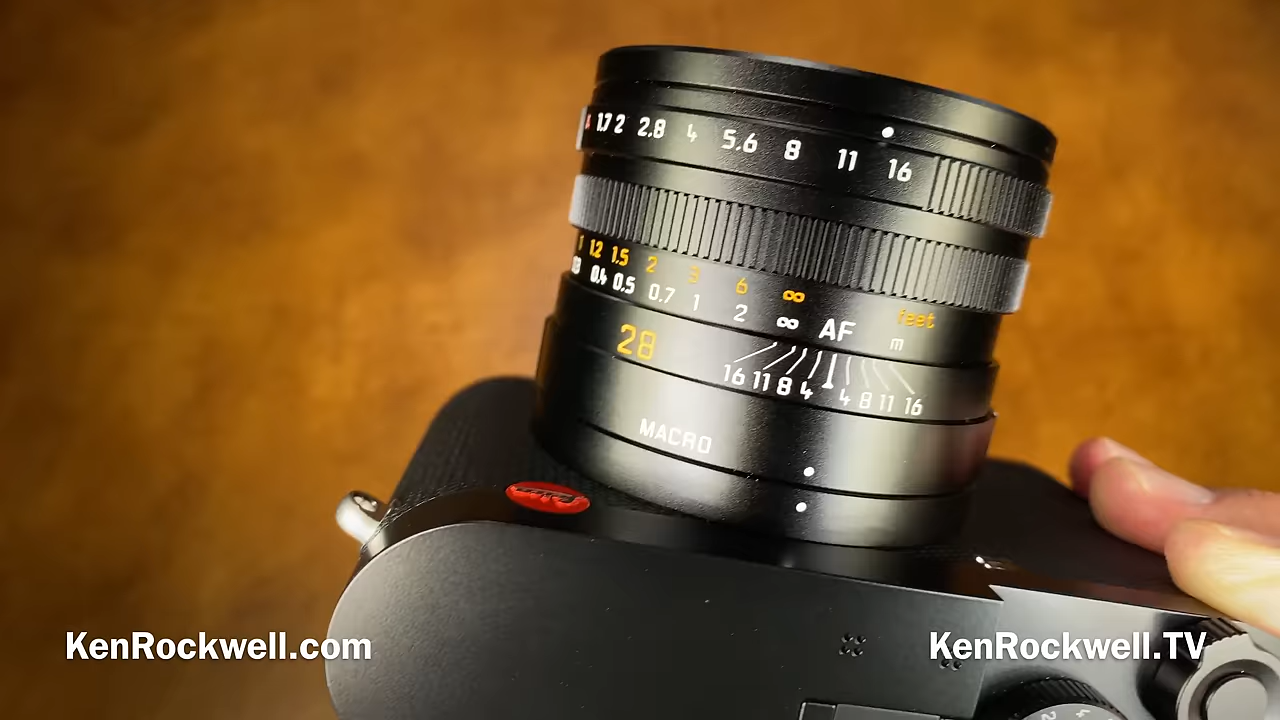 1.7 2 2.8 4 5.6 8 11 16
1 1.2 1.5 2 3 6 ∞ feet
0.4 0.5 0.7 1 2 ∞ AF m
28
16 11 8 4 4 8 11 16
MACRO
Leica
KenRockwell.com
KenRockwell.TV